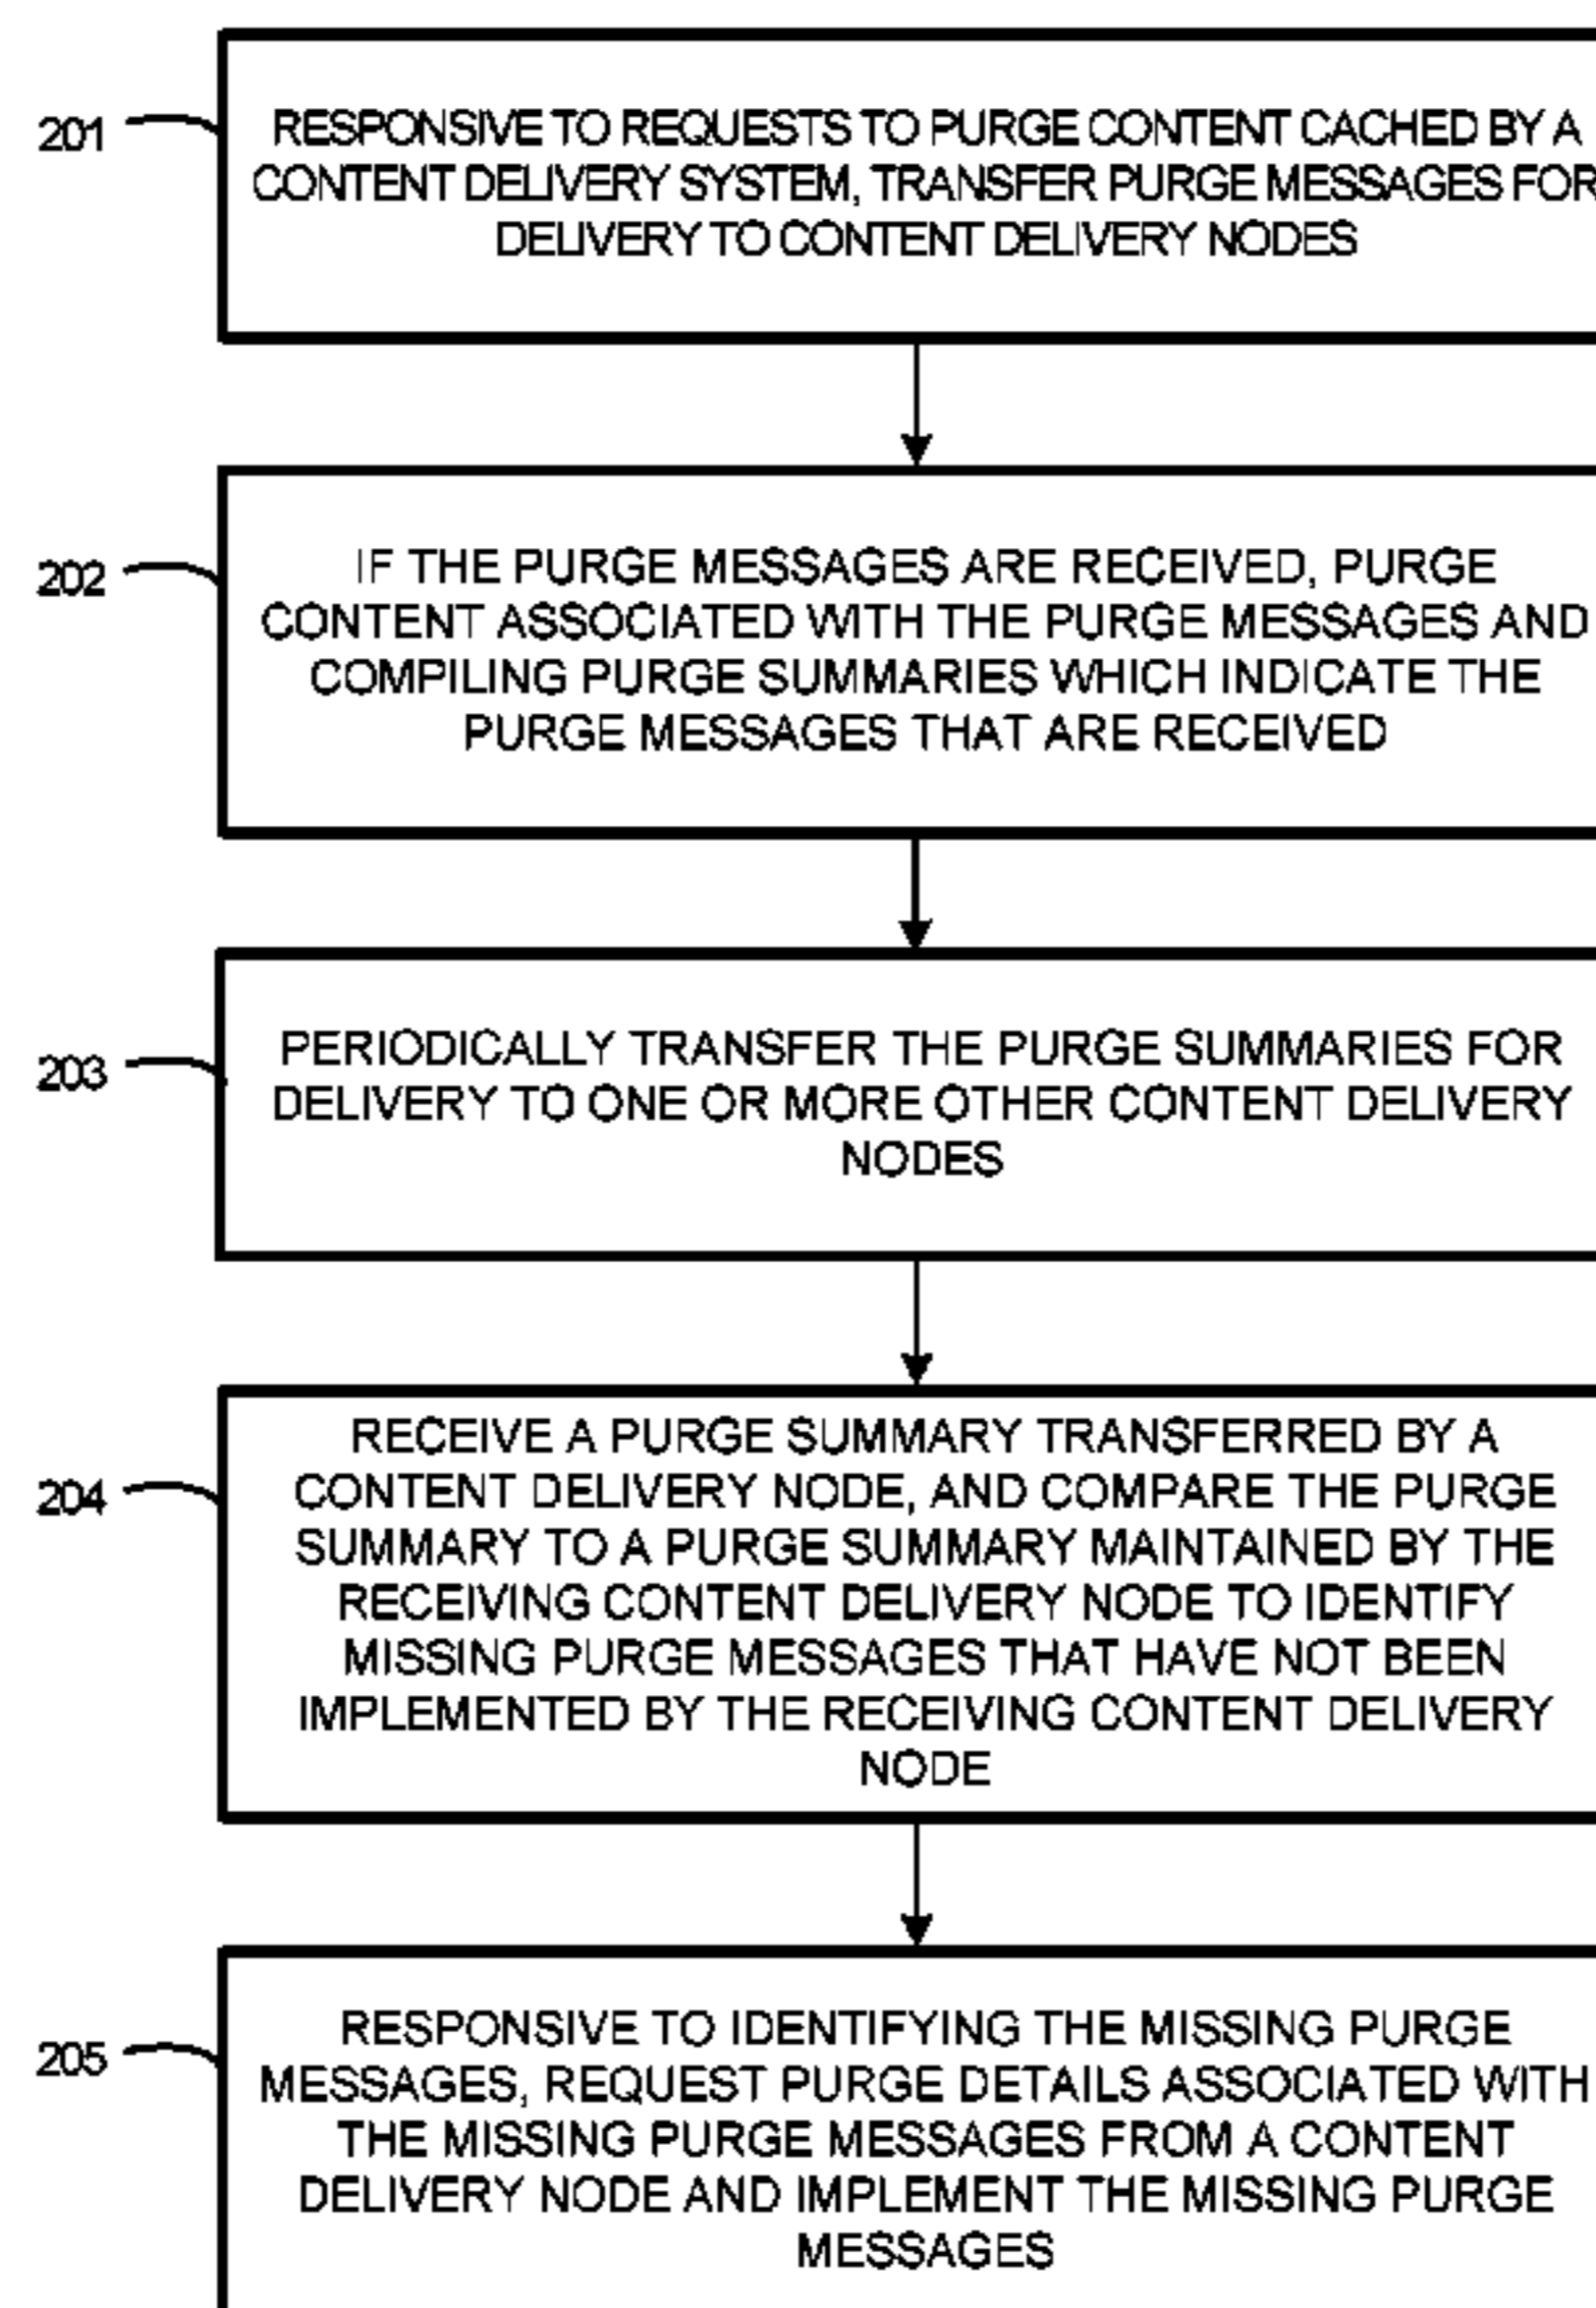 201
RESPONSIVE TO REQUESTS TO PURGE CONTENT CACHED BY A
CONTENT DELIVERY SYSTEM, TRANSFER PURGE MESSAGES FOR
DELIVERY TO CONTENT DELIVERY NODES
202
IF THE PURGE MESSAGES ARE RECEIVED, PURGE
CONTENT ASSOCIATED WITH THE PURGE MESSAGES AND
COMPILING PURGE SUMMARIES WHICH INDICATE THE
PURGE MESSAGES THAT ARE RECEIVED
203
PERIODICALLY TRANSFER THE PURGE SUMMARIES FOR
DELIVERY TO ONE OR MORE OTHER CONTENT DELIVERY
NODES
204
RECEIVE A PURGE SUMMARY TRANSFERRED BY A
CONTENT DELIVERY NODE, AND COMPARE THE PURGE
SUMMARY TO A PURGE SUMMARY MAINTAINED BY THE
RECEIVING CONTENT DELIVERY NODE TO IDENTIFY
MISSING PURGE MESSAGES THAT HAVE NOT BEEN
IMPLEMENTED BY THE RECEIVING CONTENT DELIVERY
NODE
205
RESPONSIVE TO IDENTIFYING THE MISSING PURGE
MESSAGES, REQUEST PURGE DETAILS ASSOCIATED WITH
THE MISSING PURGE MESSAGES FROM A CONTENT
DELIVERY NODE AND IMPLEMENT THE MISSING PURGE
MESSAGES